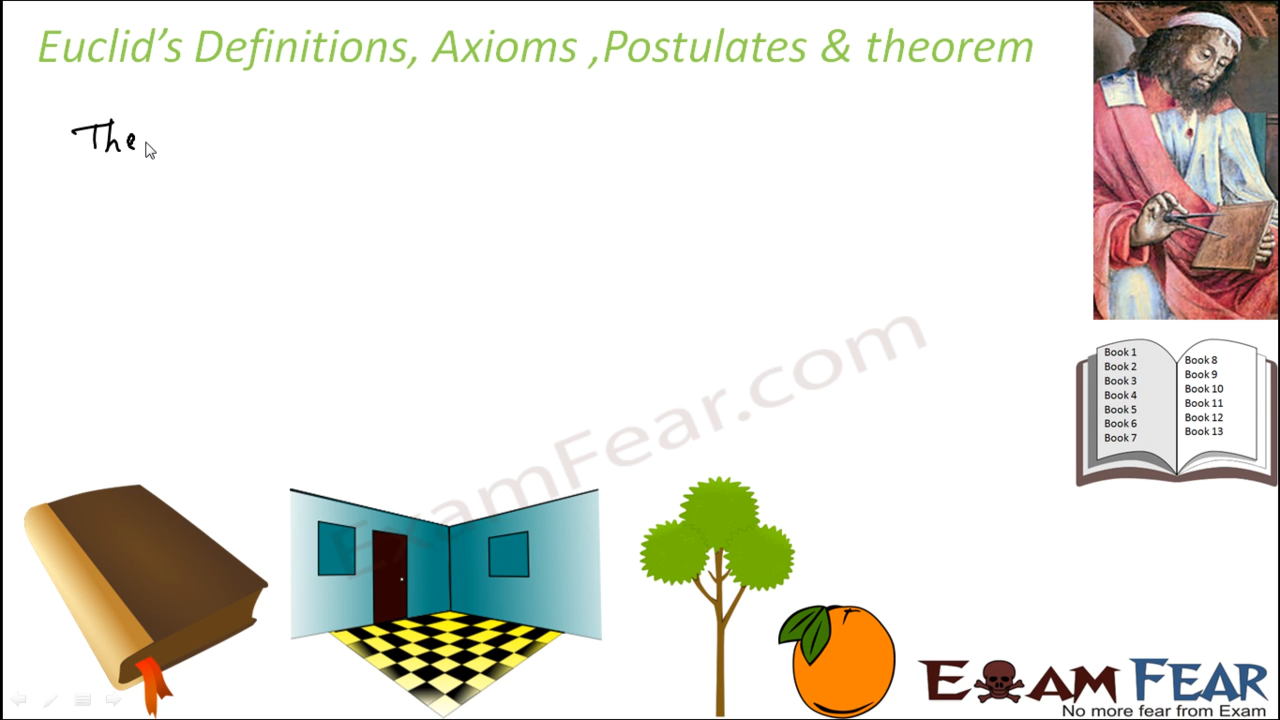 Euclid's Definitions, Axioms ,Postulates & theorem
The
Book 1
Book 2
Book 3
Book 4
Book 5
Book 6
Book 7
Book 8
Book 9
Book 10
Book 11
Book 12
Book 13
ExamFear.com
EXAM FEAR
No more fear from Exam